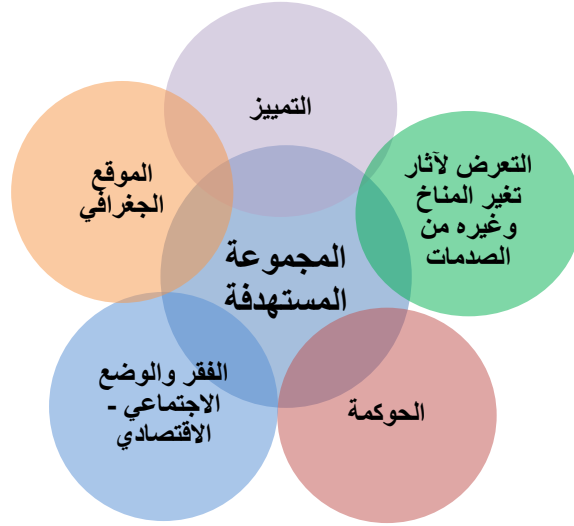 التمييز
التعرض لآثار
تغير المناخ
وغيره من
الصدمات
الموقع
الجغرافي
المجموعة
المستهدفة
الفقر والوضع
الاجتماعي -
الاقتصادي
الحوكمة